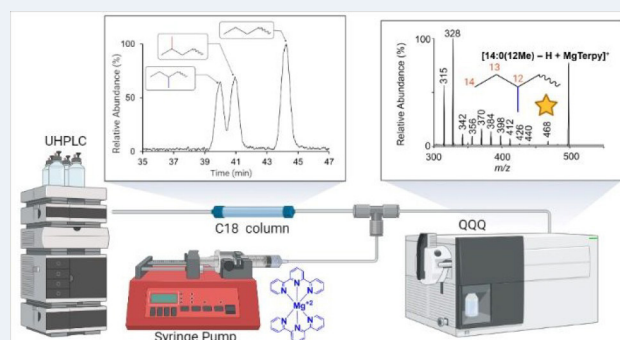 UHPLC
Relative Abundance (%)
100
50
0
35 37 39 41 43 45 47
Time (min)
Relative Abundance (%)
100
50
0
328
315
342
356
370
384
398
412
426
440
468
[14:0(12Me) – H + MgTerpy]+
13
14
12
300 400 500
m/z
C18 column
QQQ
N
N
N
Mg+2
N
N
N
Syringe Pump